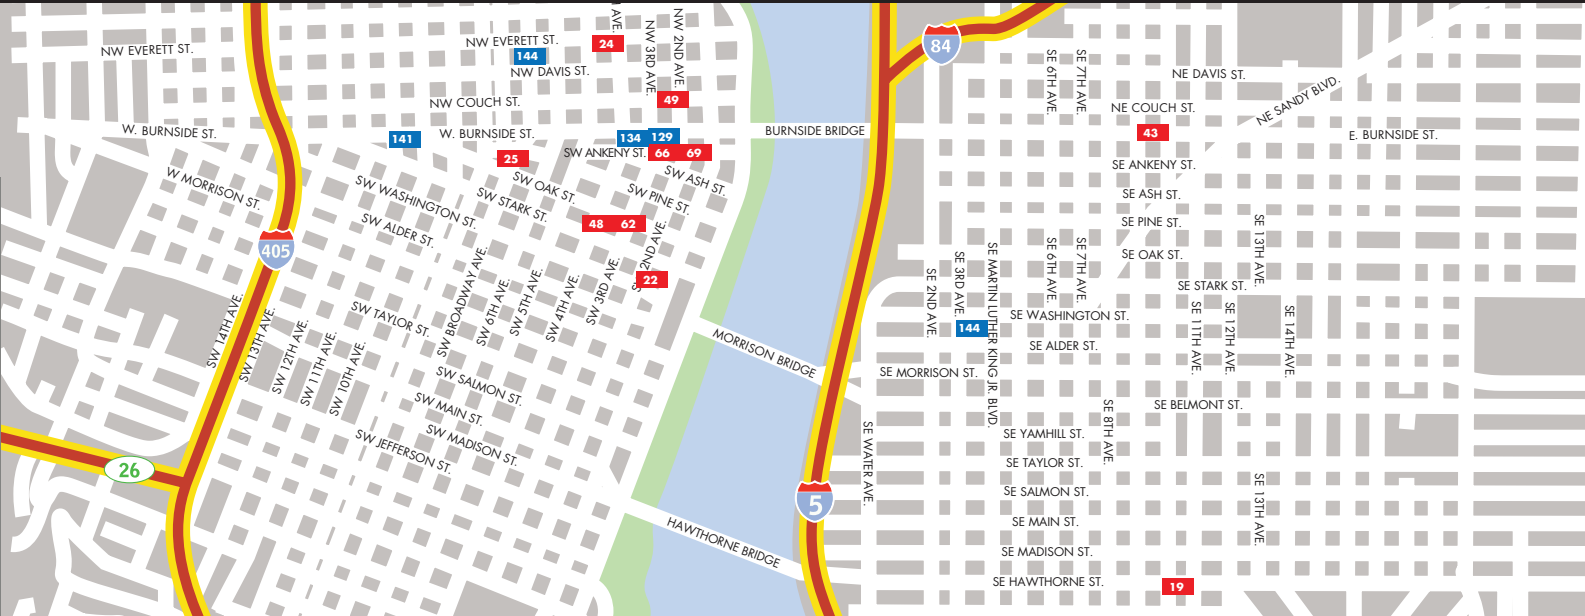 AVE.
NW 3RD AVE.
NW 2ND AVE.
NW EVERETT ST.
NW EVERETT ST.
24
144
NW DAVIS ST.
84
SE 6TH AVE.
SE 7TH AVE.
NE DAVIS ST.
NE SANDY BLVD.
NW COUCH ST.
49
NE COUCH ST.
W. BURNSIDE ST.
141
W. BURNSIDE ST.
134
129
BURNSIDE BRIDGE
43
E. BURNSIDE ST.
25
SW ANKENY ST.
66
69
SE ANKENY ST.
W MORRISON ST.
SW WASHINGTON ST.
SW OAK ST.
SW STARK ST.
SW ASH ST.
SW PINE ST.
SE ASH ST.
SW ALDER ST.
48
62
SE PINE ST.
405
2ND AVE.
22
SE OAK ST.
SE 13TH AVE.
SE 2ND AVE.
SE 3RD AVE.
SE MARTIN LUTHER KING JR. BLVD.
SE 6TH AVE.
SE 7TH AVE.
SE STARK ST.
SW 14TH AVE.
SW 13TH AVE.
SW 12TH AVE.
SW 11TH AVE.
SW 10TH AVE.
SW TAYLOR ST.
SW BROADWAY AVE.
SW 6TH AVE.
SW 5TH AVE.
SW 4TH AVE.
SW 3RD AVE.
144
SE WASHINGTON ST.
SE 11TH AVE.
SE 12TH AVE.
SE 14TH AVE.
MORRISON BRIDGE
SE ALDER ST.
SE MORRISON ST.
SW SALMON ST.
SW MAIN ST.
SW MADISON ST.
SW JEFFERSON ST.
SE BELMONT ST.
SE 8TH AVE.
SE WATER AVE.
SE YAMHILL ST.
26
SE TAYLOR ST.
5
SE SALMON ST.
SE 13TH AVE.
HAWTHORNE BRIDGE
SE MAIN ST.
SE MADISON ST.
SE HAWTHORNE ST.
19